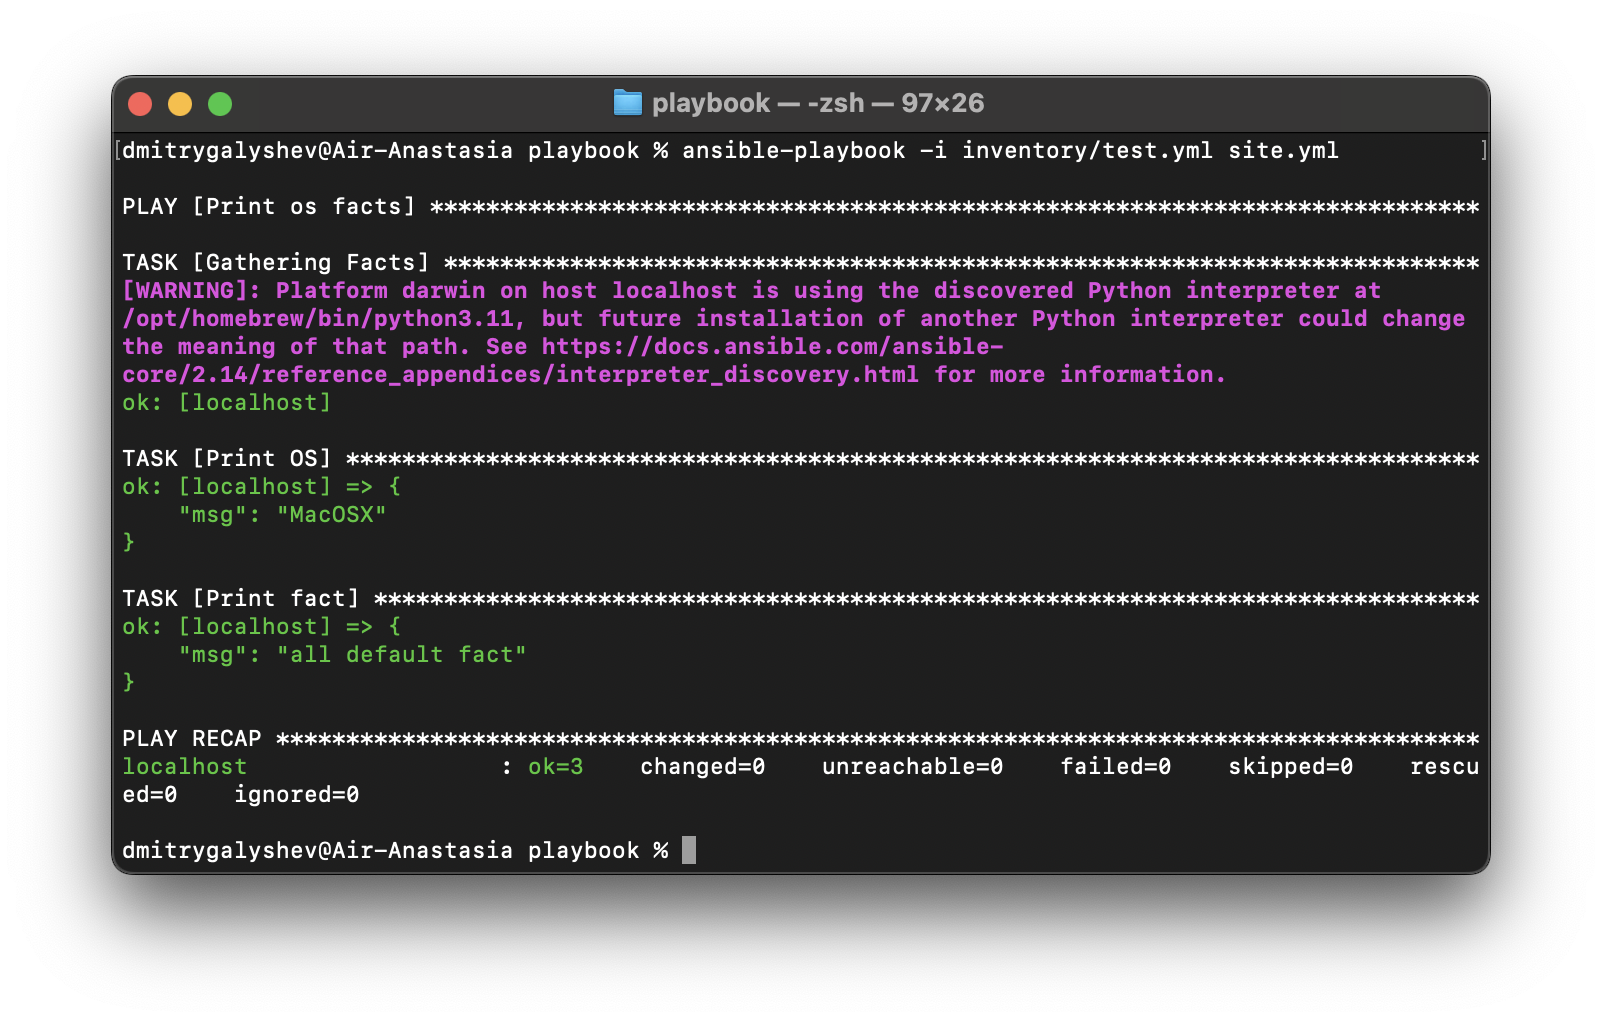 playbook — -zsh — 97×26
[dmitrygalyshev@Air-Anastasia playbook % ansible-playbook -i inventory/test.yml site.yml ]
PLAY [Print os facts] ***************************************************************************
TASK [Gathering Facts] **************************************************************************
[WARNING]: Platform darwin on host localhost is using the discovered Python interpreter at
/opt/homebrew/bin/python3.11, but future installation of another Python interpreter could change
the meaning of that path. See https://docs.ansible.com/ansible-
core/2.14/reference_appendices/interpreter_discovery.html for more information.
ok: [localhost]
TASK [Print OS] *********************************************************************************
ok: [localhost] => {
    "msg": "MacOSX"
}
TASK [Print fact] *******************************************************************************
ok: [localhost] => {
    "msg": "all default fact"
}
PLAY RECAP **************************************************************************************
localhost                  : ok=3    changed=0    unreachable=0    failed=0    skipped=0    rescu
ed=0    ignored=0
dmitrygalyshev@Air-Anastasia playbook %